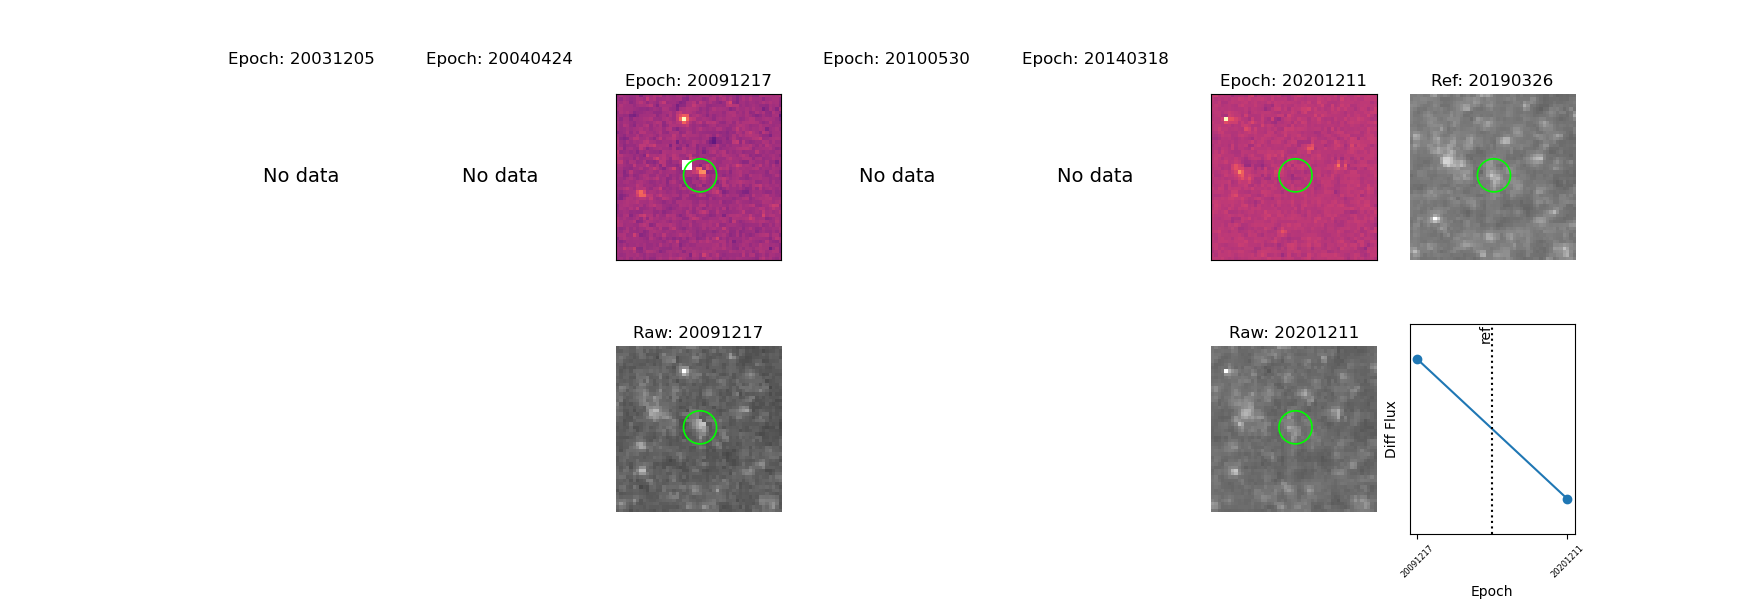 Epoch: 20031205
Epoch: 20040424
Epoch: 20091217
Epoch: 20100530
Epoch: 20140318
Epoch: 20201211
Ref: 20190326
No data
No data
No data
No data
Raw: 20091217
Raw: 20201211
ref
Diff Flux
20091217
20201211
Epoch